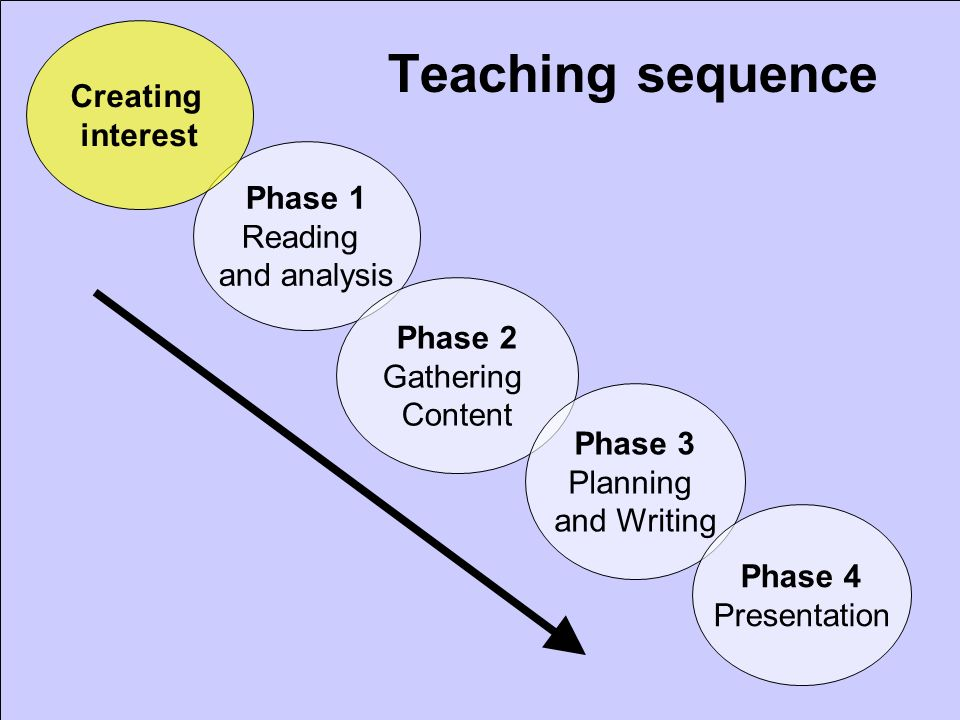 Teaching sequence
Creating
interest
Phase 1
Reading
and analysis
Phase 2
Gathering
Content
Phase 3
Planning
and Writing
Phase 4
Presentation